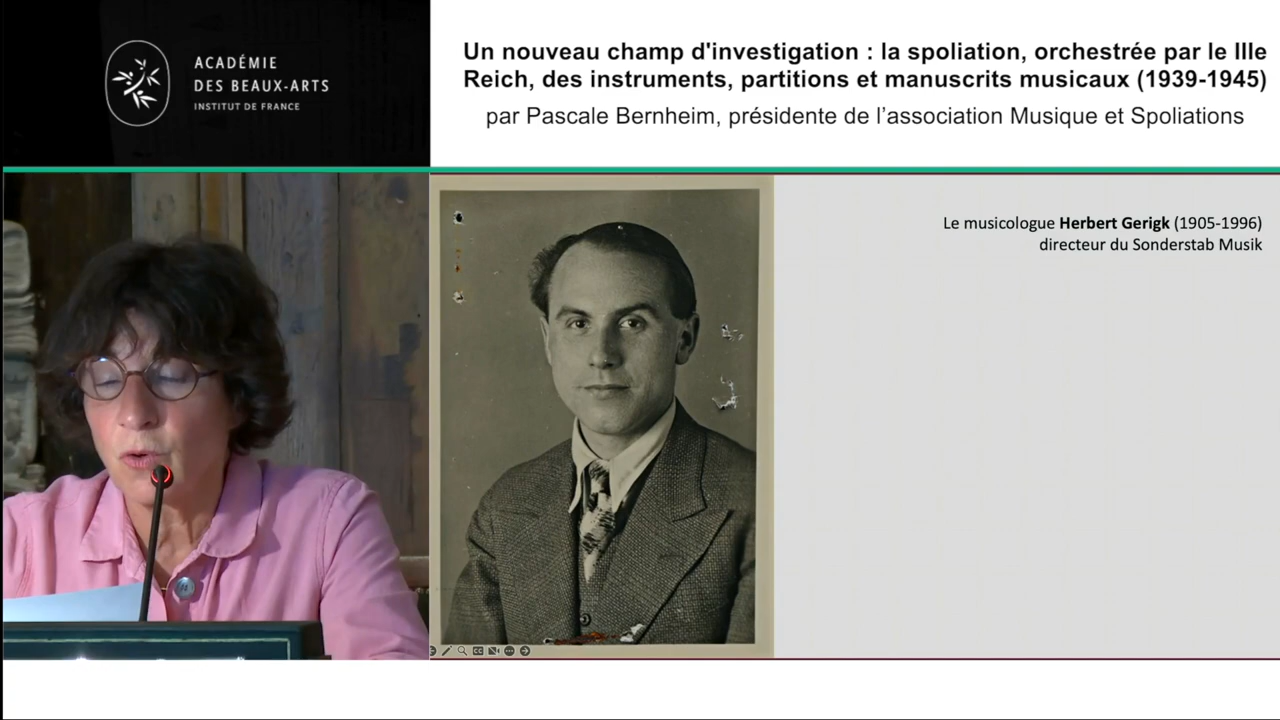 ACADÉMIE
DES BEAUX-ARTS
INSTITUT DE FRANCE
Un nouveau champ d'investigation : la spoliation, orchestrée par le IIIe
Reich, des instruments, partitions et manuscrits musicaux (1939-1945)
par Pascale Bernheim, présidente de l'association Musique et Spoliations
Le musicologue Herbert Gerigk (1905-1996)
directeur du Sonderstab Musik